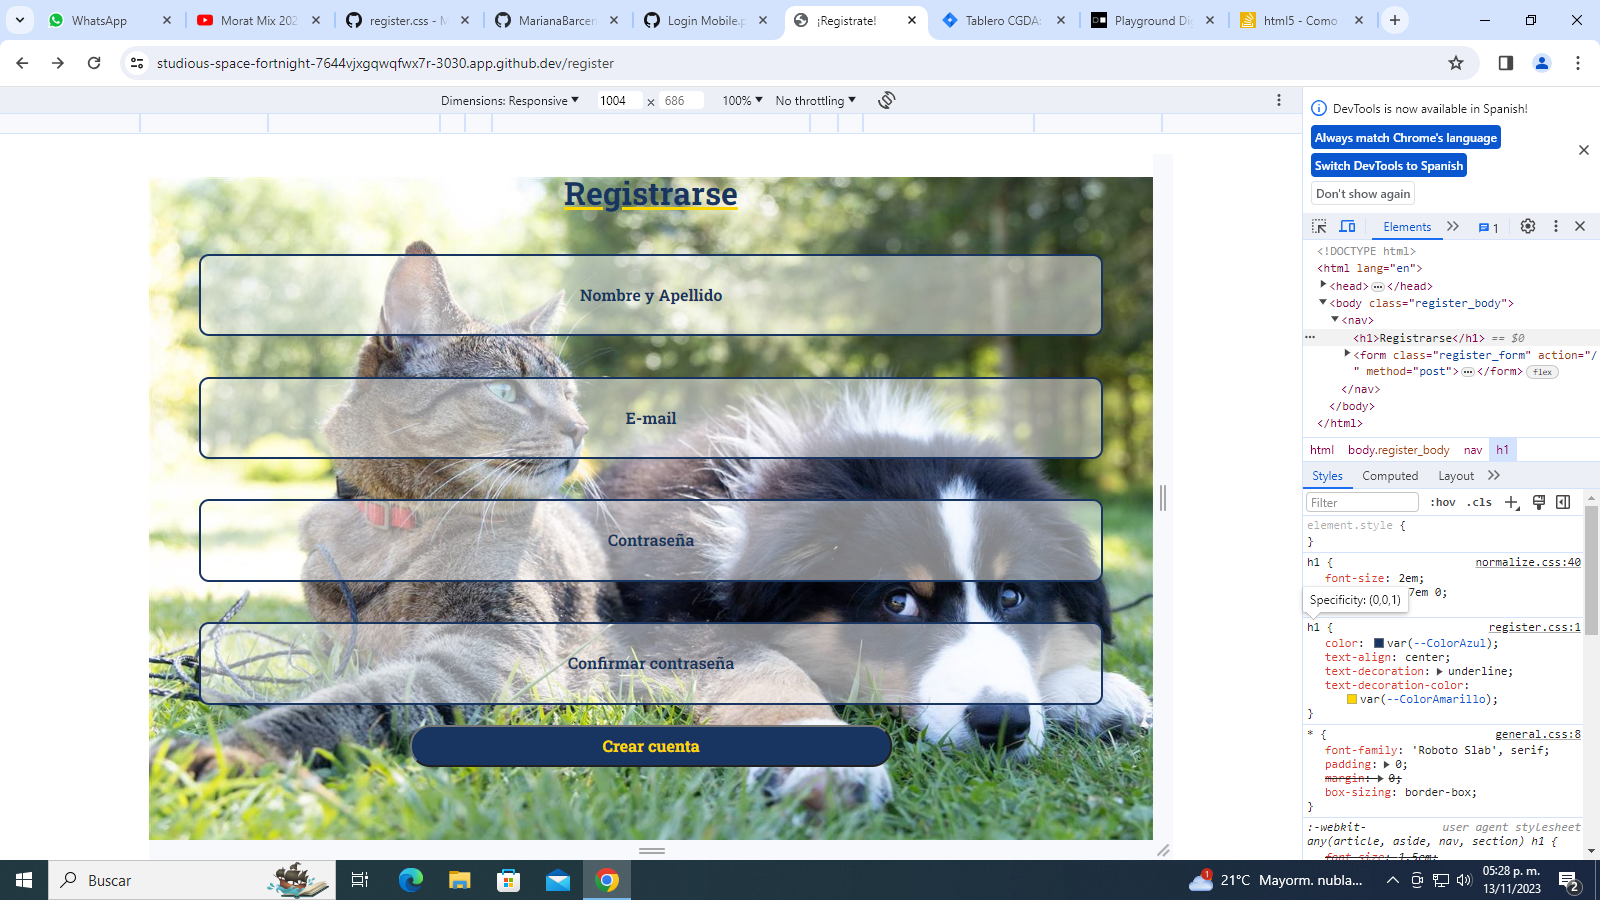 WhatsApp
Morat Mix 202
register.css - M
MarianaBarcen
Login Mobile.p
¡Registrate!
Tablero CGDA:
Playground Di
html5 - Como
studious-space-fortnight-7644vjxgqwqfwx7r-3030.app.github.dev/register
Dimensions: Responsive
1004 × 686
100%
No throttling
DevTools is now available in Spanish!
Always match Chrome's language
Switch DevTools to Spanish
Don't show again
Elements
1
<!DOCTYPE html>
<html lang="en">
<head> ••• </head>
<body class="register_body">
<nav>
<h1>Registrarse</h1> == $0
<form class="register_form" action="/
" method="post"> ••• </form> flex
</nav>
</body>
</html>
html body.register_body nav h1
Styles Computed Layout
Filter :hov .cls
element.style {
}
h1 { normalize.css:40
font-size: 2em;
7em 0;
Specificity: (0,0,1)
h1 { register.css:1
color: var(--ColorAzul);
text-align: center;
text-decoration: underline;
text-decoration-color:
var(--ColorAmarillo);
}
* { general.css:8
font-family: 'Roboto Slab', serif;
padding: 0;
margin: 0;
box-sizing: border-box;
}
:-webkit- user agent stylesheet
any(article, aside, nav, section) h1 {
font-size: 1.5em;
Registrarse
Nombre y Apellido
E-mail
Contraseña
Confirmar contraseña
Crear cuenta
Buscar
1
21°C Mayorm. nubla...
05:28 p. m.
13/11/2023
2